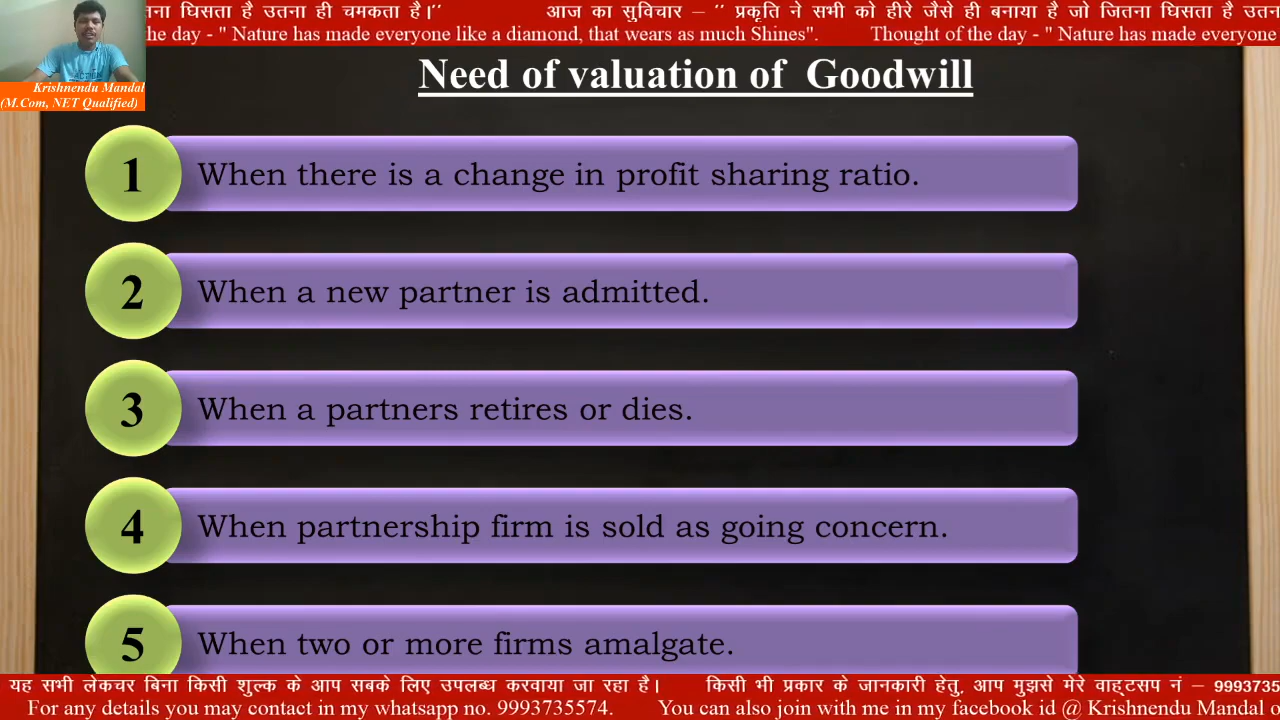 नना घिसता है उतना ही चमकता है।'' आज का सुविचार – '' प्रकृति ने सभी को हीरे जैसे ही बनाया है जो जितना घिसता है उतन
the day - " Nature has made everyone like a diamond, that wears as much Shines". Thought of the day - " Nature has made everyone
Krishnendu Mandal
(M.Com, NET Qualified)
Need of valuation of Goodwill
1 When there is a change in profit sharing ratio.
2 When a new partner is admitted.
3 When a partners retires or dies.
4 When partnership firm is sold as going concern.
5 When two or more firms amalgate.
यह सभी लेकचर बिना किसी शुल्क के आप सबके लिए उपलब्ध करवाया जा रहा है। किसी भी प्रकार के जानकारी हेतु, आप मुझसे मेरे वाह्टसप नं – 9993735
For any details you may contact in my whatsapp no. 9993735574. You can also join with me in my facebook id @ Krishnendu Mandal o